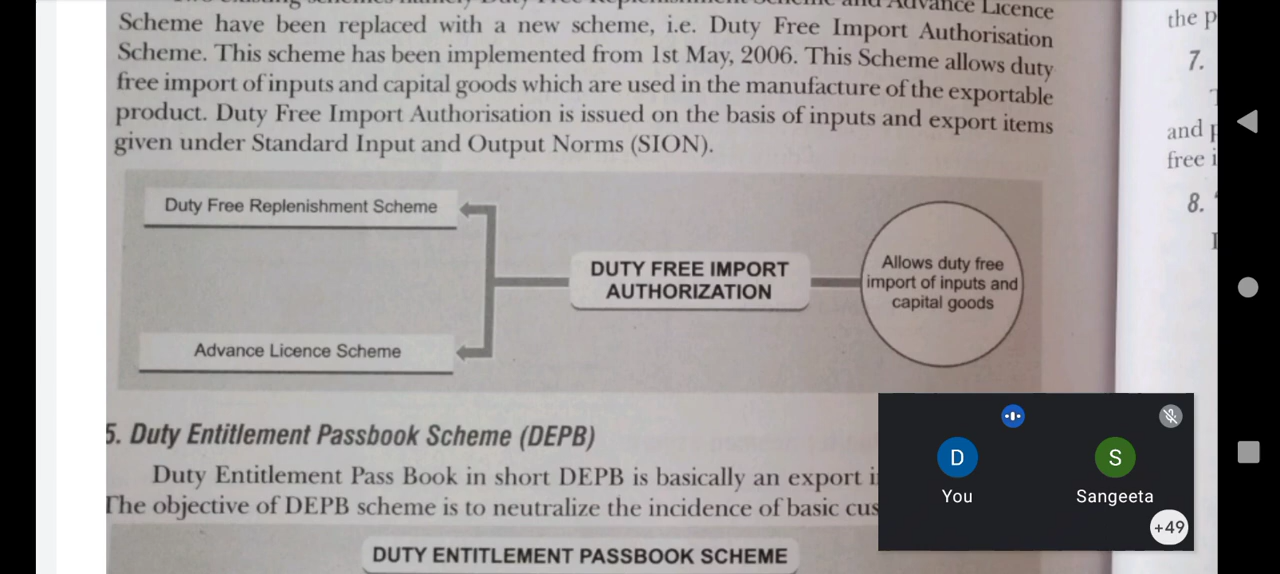 Advance Licence
Scheme have been replaced with a new scheme, i.e. Duty Free Import Authorisation
Scheme. This scheme has been implemented from 1st May, 2006. This Scheme allows duty
free import of inputs and capital goods which are used in the manufacture of the exportable
product. Duty Free Import Authorisation is issued on the basis of inputs and export items
given under Standard Input and Output Norms (SION).
Duty Free Replenishment Scheme
DUTY FREE IMPORT
AUTHORIZATION
Allows duty free
import of inputs and
capital goods
Advance Licence Scheme
5. Duty Entitlement Passbook Scheme (DEPB)
Duty Entitlement Pass Book in short DEPB is basically an export
The objective of DEPB scheme is to neutralize the incidence of basic
DUTY ENTITLEMENT PASSBOOK SCHEME
the
7.
and
free
8.
D
You
S
Sangeeta
+49